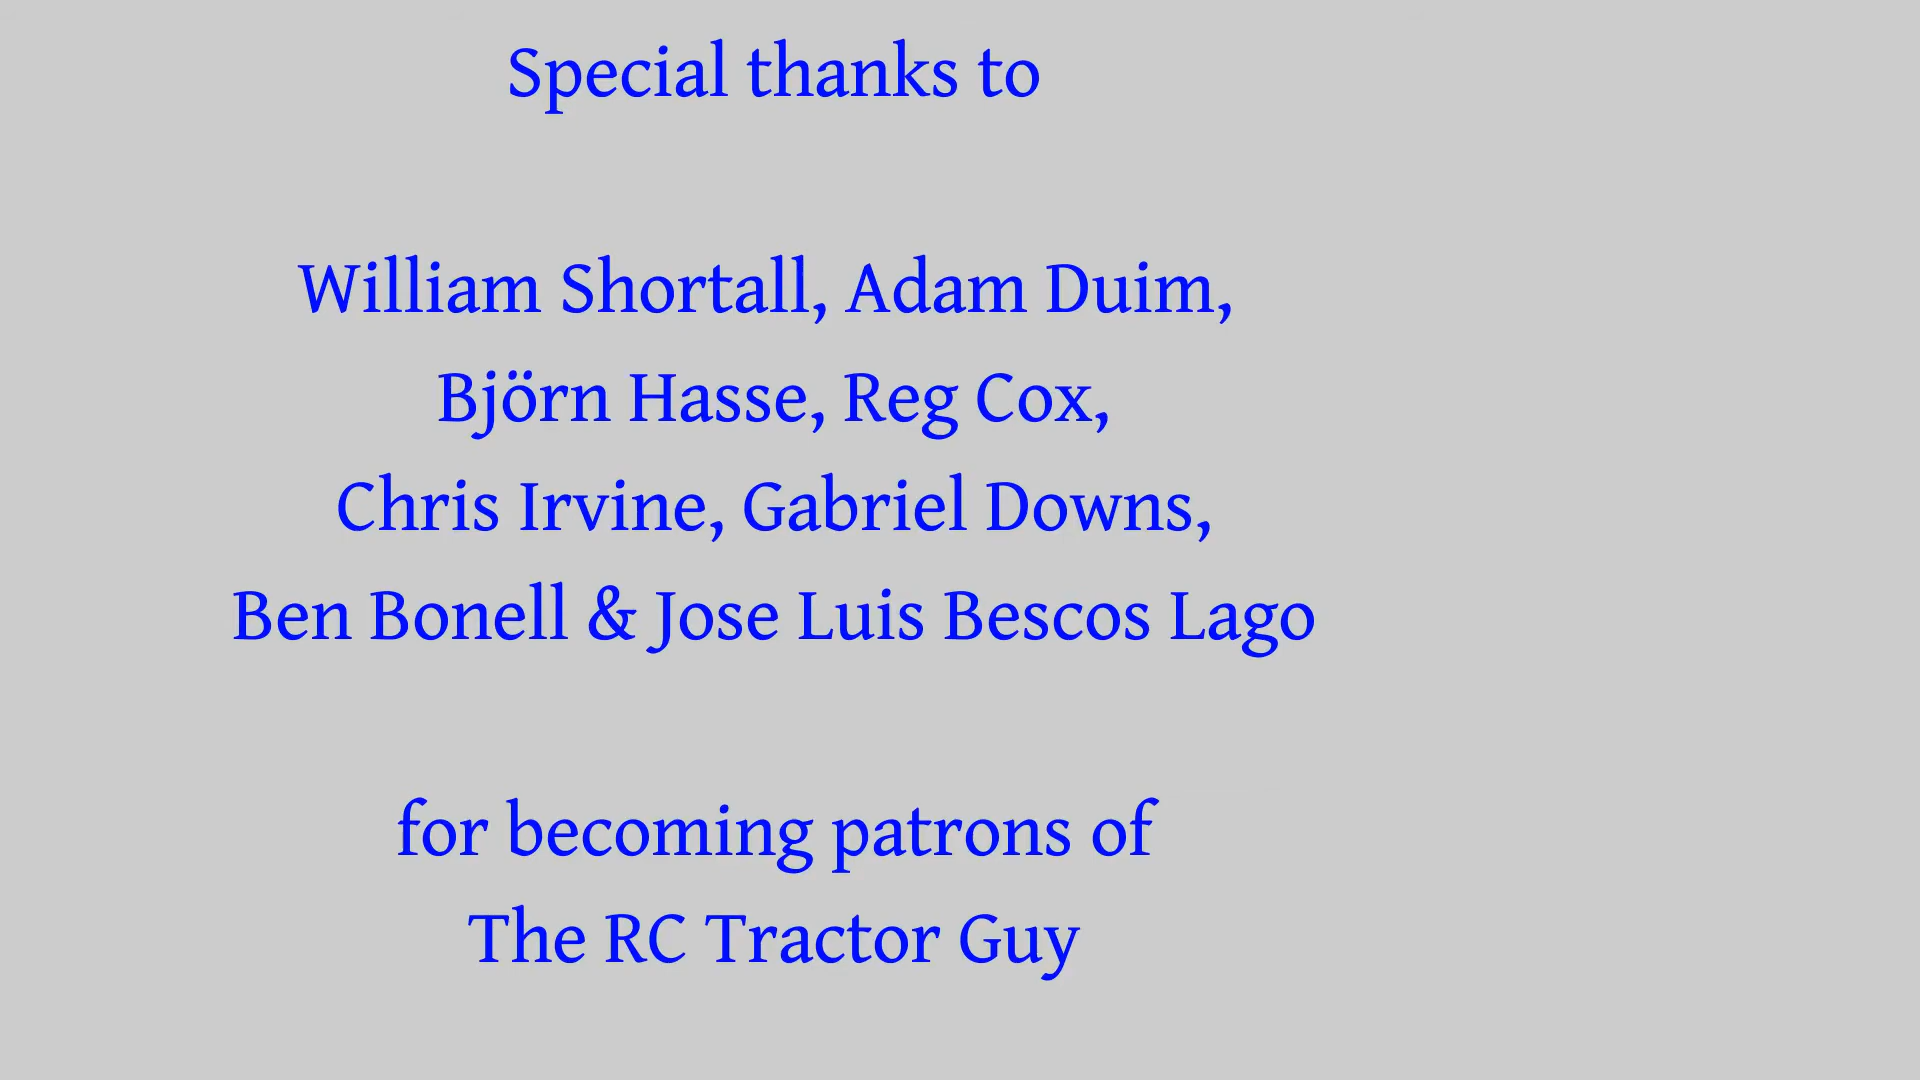 Special thanks to
William Shortall, Adam Duim,
Björn Hasse, Reg Cox,
Chris Irvine, Gabriel Downs,
Ben Bonell & Jose Luis Bescos Lago
for becoming patrons of
The RC Tractor Guy